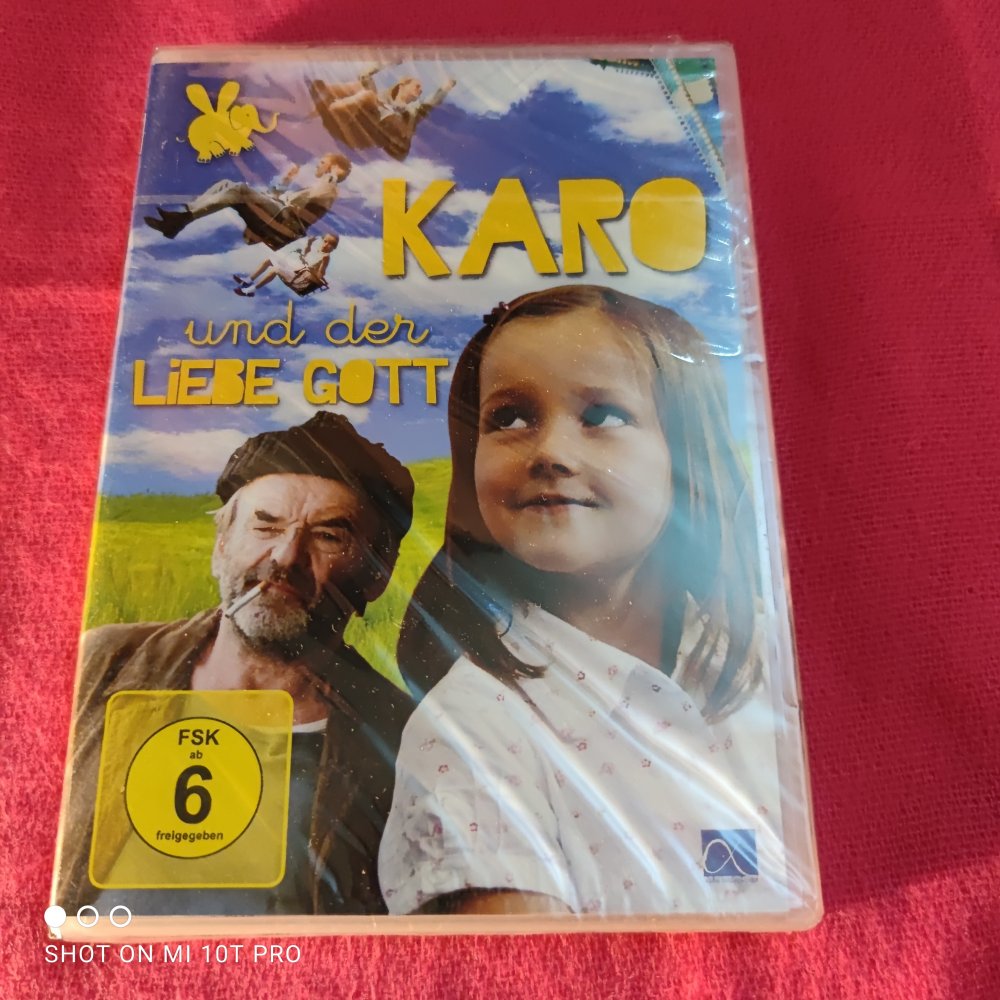 KARO
und der
LiEBE GOTT
FSK
ab
6
freigegeben
SHOT ON MI 10T PRO